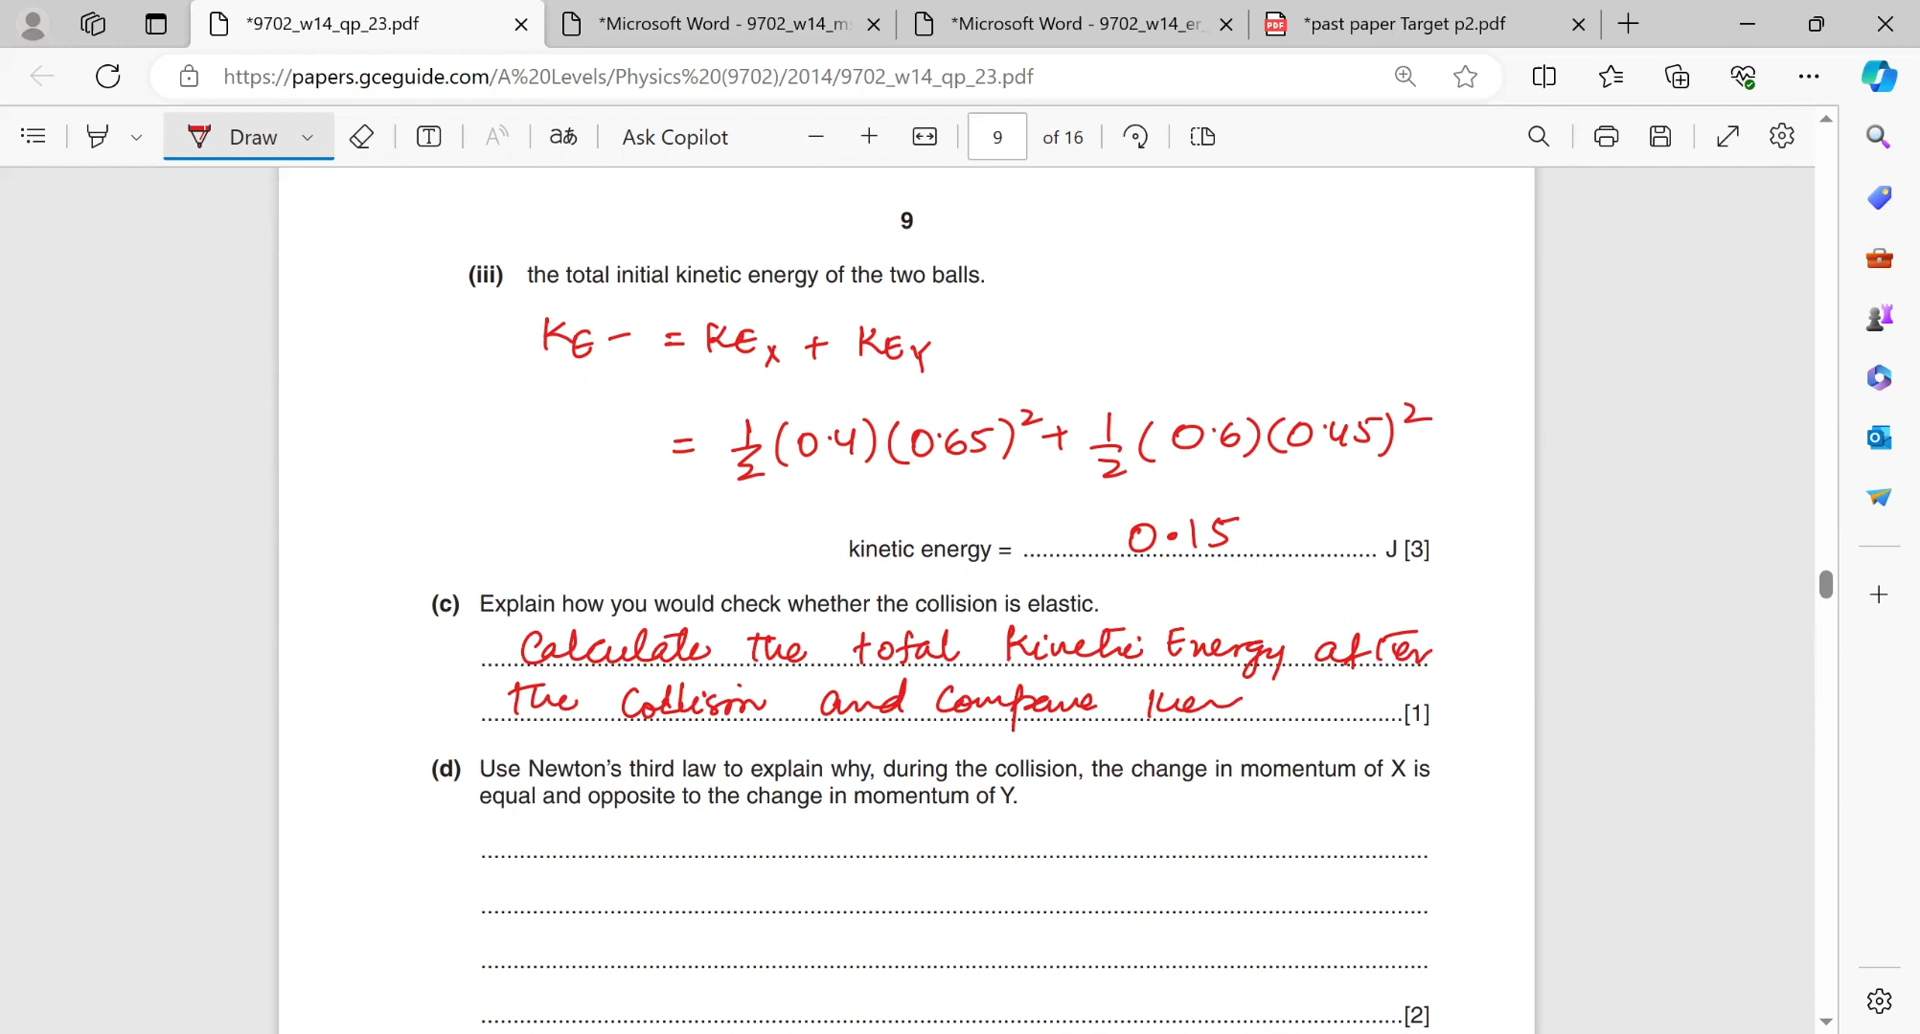 *9702_w14_qp_23.pdf
*Microsoft Word - 9702_w14_m
*Microsoft Word - 9702_w14_er_
*past paper Target p2.pdf
https://papers.gceguide.com/A%20Levels/Physics%20(9702)/2014/9702_w14_qp_23.pdf
Draw
aあ
Ask Copilot
9 of 16
9
(iii) the total initial kinetic energy of the two balls.
KE - = KEX + KEY
= 1/2 (0.4)(0.65)² + 1/2 (0.6)(0.45)²
kinetic energy = 0.15 J [3]
(c) Explain how you would check whether the collision is elastic.
Calculate the total Kinetic Energy after
the Collision and Compare [1]
(d) Use Newton's third law to explain why, during the collision, the change in momentum of X is
equal and opposite to the change in momentum of Y.
[2]